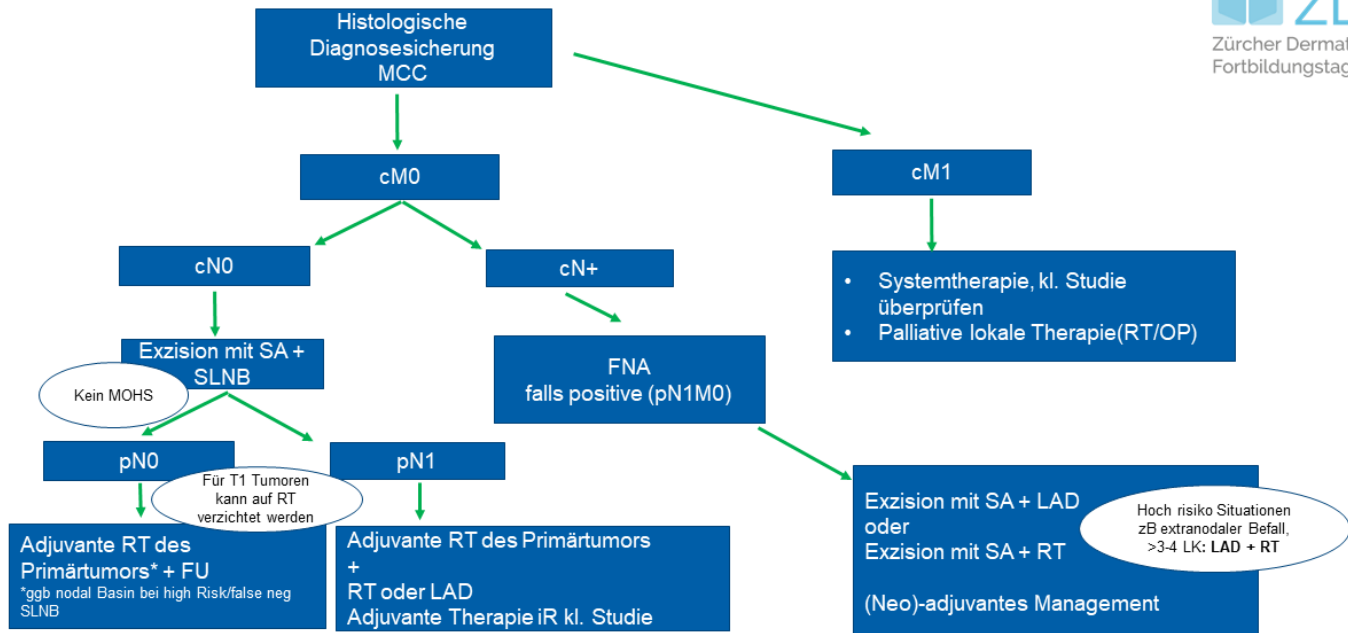 Histologische
Diagnosesicherung
MCC
Zürcher Dermat
Fortbildungstag
cM0
cM1
cN0
cN+
• Systemtherapie, kl. Studie
überprüfen
• Palliative lokale Therapie(RT/OP)
Exzision mit SA +
SLNB
Kein MOHS
FNA
falls positive (pN1M0)
pN0
pN1
Für T1 Tumoren
kann auf RT
verzichtet werden
Adjuvante RT des
Primärtumors* + FU
*ggb nodal Basin bei high Risk/false neg
SLNB
Adjuvante RT des Primärtumors
+
RT oder LAD
Adjuvante Therapie iR kl. Studie
Exzision mit SA + LAD
oder
Exzision mit SA + RT
(Neo)-adjuvantes Management
Hoch risiko Situationen
zB extranodaler Befall,
>3-4 LK: LAD + RT